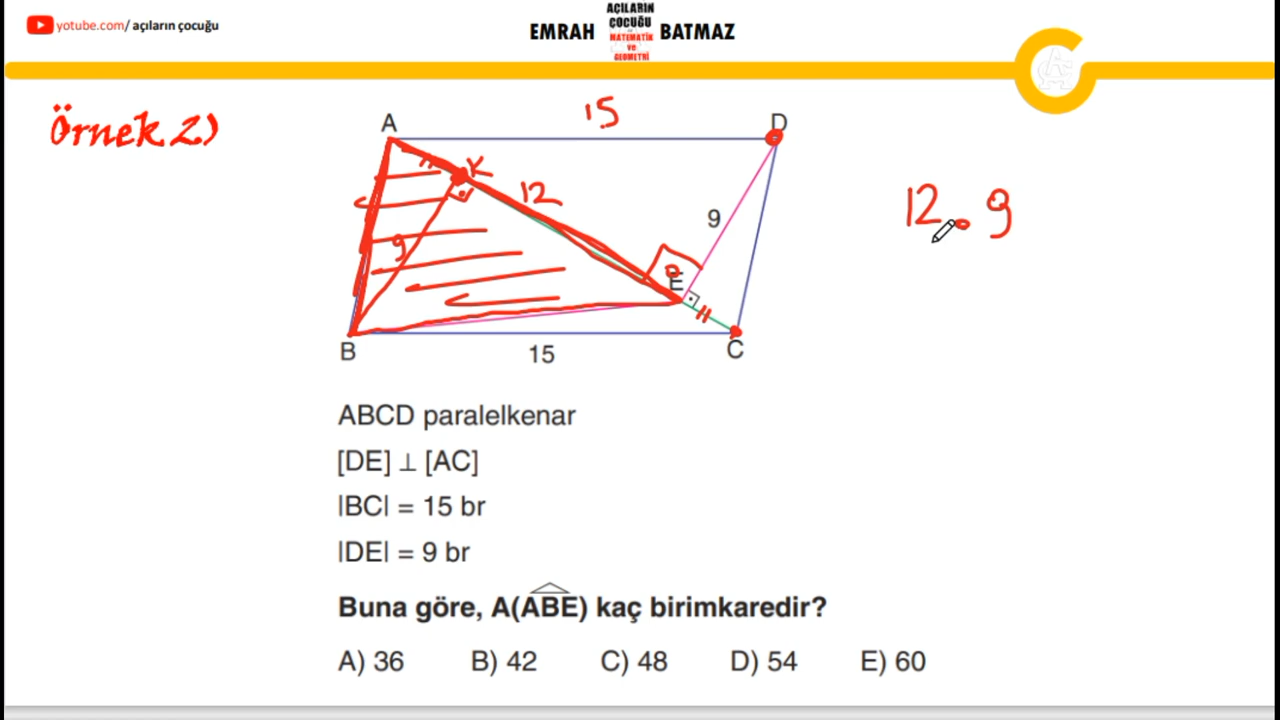 yotube.com/ açıların çocuğu
EMRAH
AÇILARIN
ÇOCUĞU
MATEMATİK
ve
GEOMETRİ
BATMAZ
Örnek 2)
15
A
D
K
12
9
9
12.9
E
B
15
C
ABCD paralelkenar
[DE] ⊥ [AC]
|BC| = 15 br
|DE| = 9 br
Buna göre, A(ABE) kaç birimkaredir?
A) 36 B) 42 C) 48 D) 54 E) 60